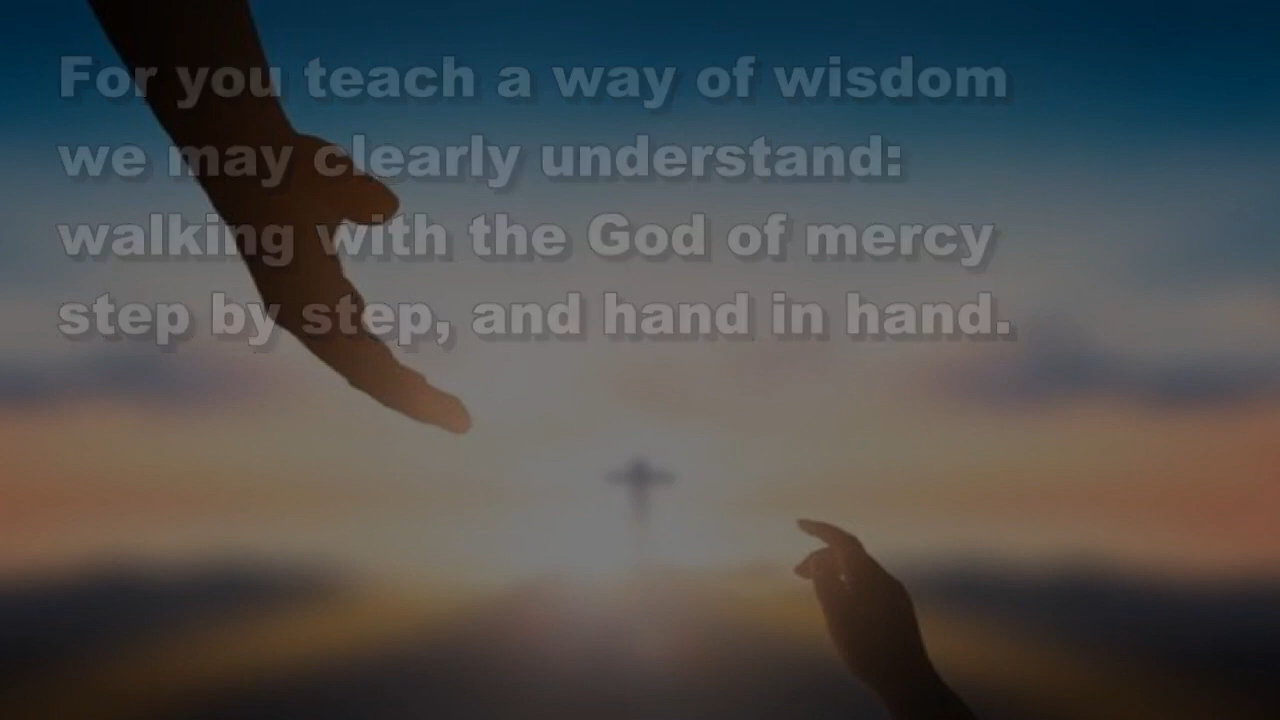 For you teach a way of wisdom
we may clearly understand:
walking with the God of mercy
step by step, and hand in hand.